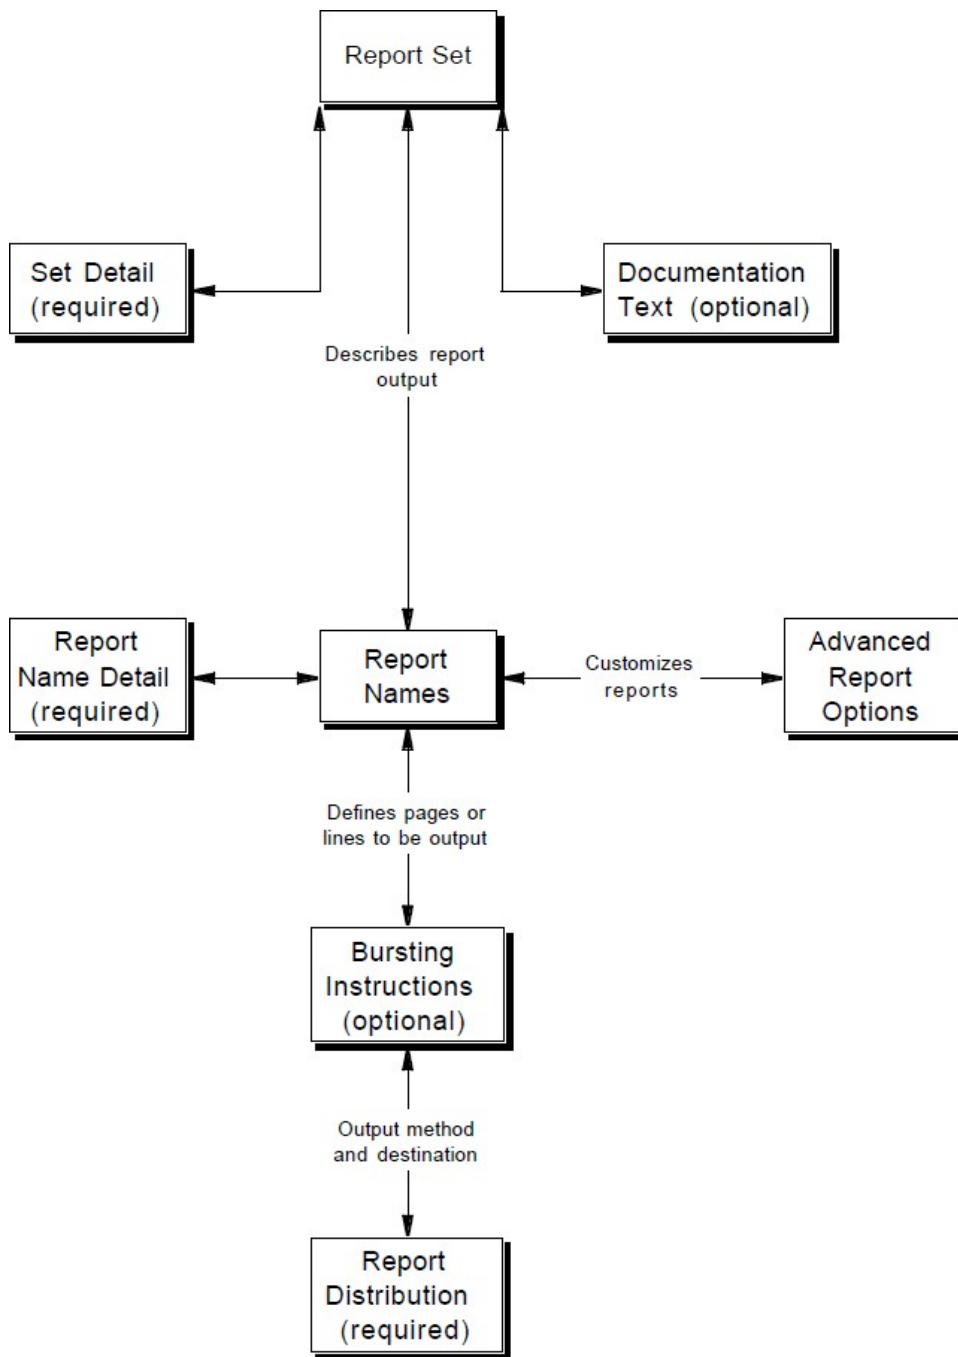 Report Set
Set Detail
(required)
Documentation
Text (optional)
Describes report
output
Report
Name Detail
(required)
Report
Names
Customizes
reports
Advanced
Report
Options
Defines pages or
lines to be output
Bursting
Instructions
(optional)
Output method
and destination
Report
Distribution
(required)